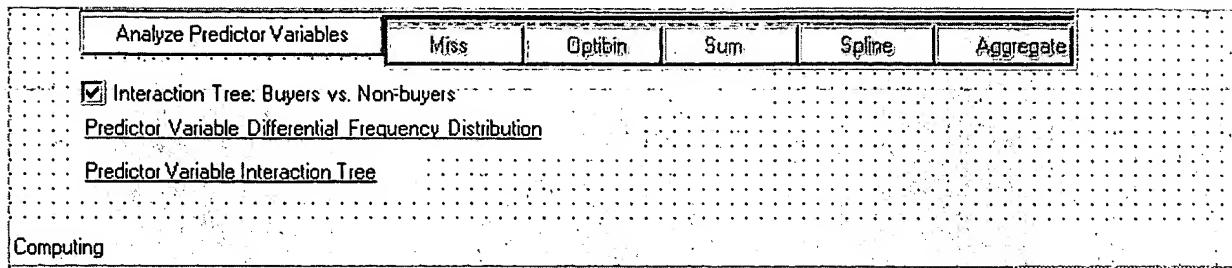 Analyze Predictor Variables Miss Optibin Sum Spline Aggregate
Interaction Tree: Buyers vs. Non-buyers
Predictor Variable Differential Frequency Distribution
Predictor Variable Interaction Tree
Computing